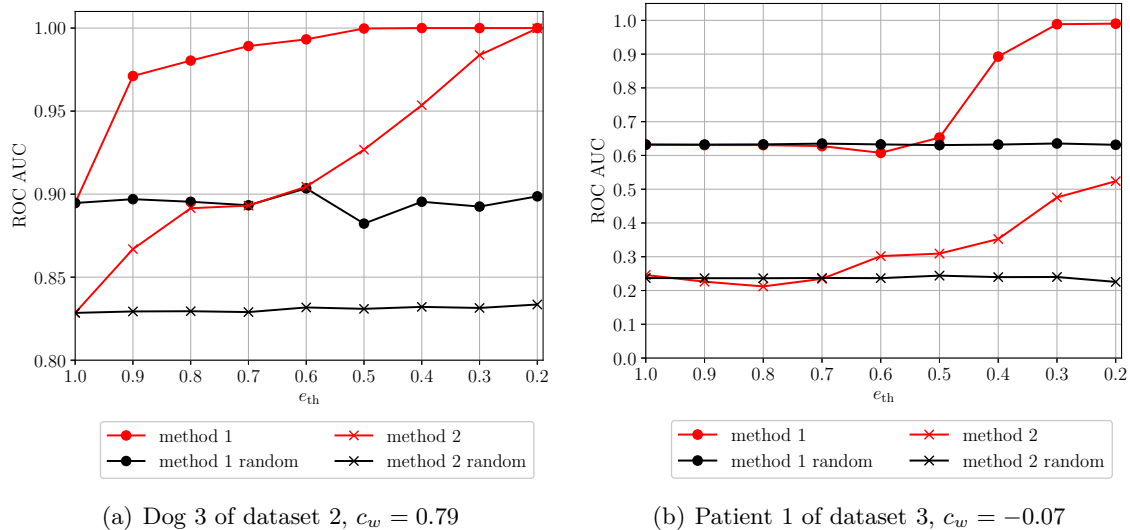 1.00
0.95
0.90
0.85
0.80
ROC AUC
1.0 0.9 0.8 0.7 0.6 0.5 0.4 0.3 0.2
e_th
method 1 method 2
method 1 random method 2 random
(a) Dog 3 of dataset 2, c_w = 0.79
1.0
0.9
0.8
0.7
0.6
0.5
0.4
0.3
0.2
0.1
0.0
ROC AUC
1.0 0.9 0.8 0.7 0.6 0.5 0.4 0.3 0.2
e_th
method 1 method 2
method 1 random method 2 random
(b) Patient 1 of dataset 3, c_w = −0.07